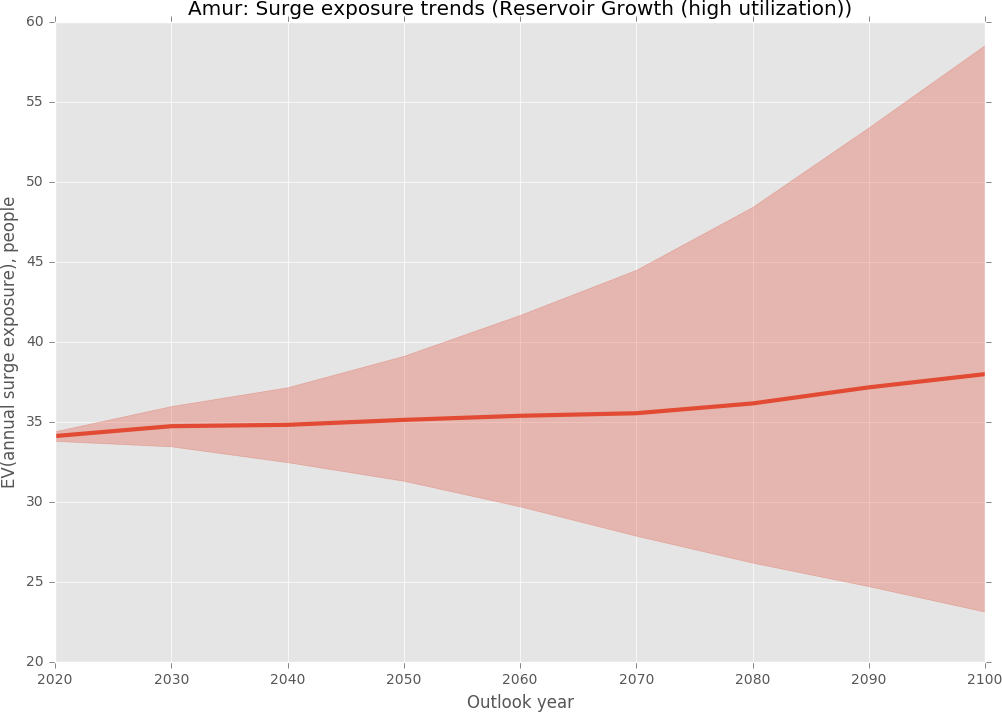 Amur: Surge exposure trends (Reservoir Growth (high utilization))
EV(annual surge exposure), people
60
55
50
45
40
35
30
25
20
2020 2030 2040 2050 2060 2070 2080 2090 2100
Outlook year